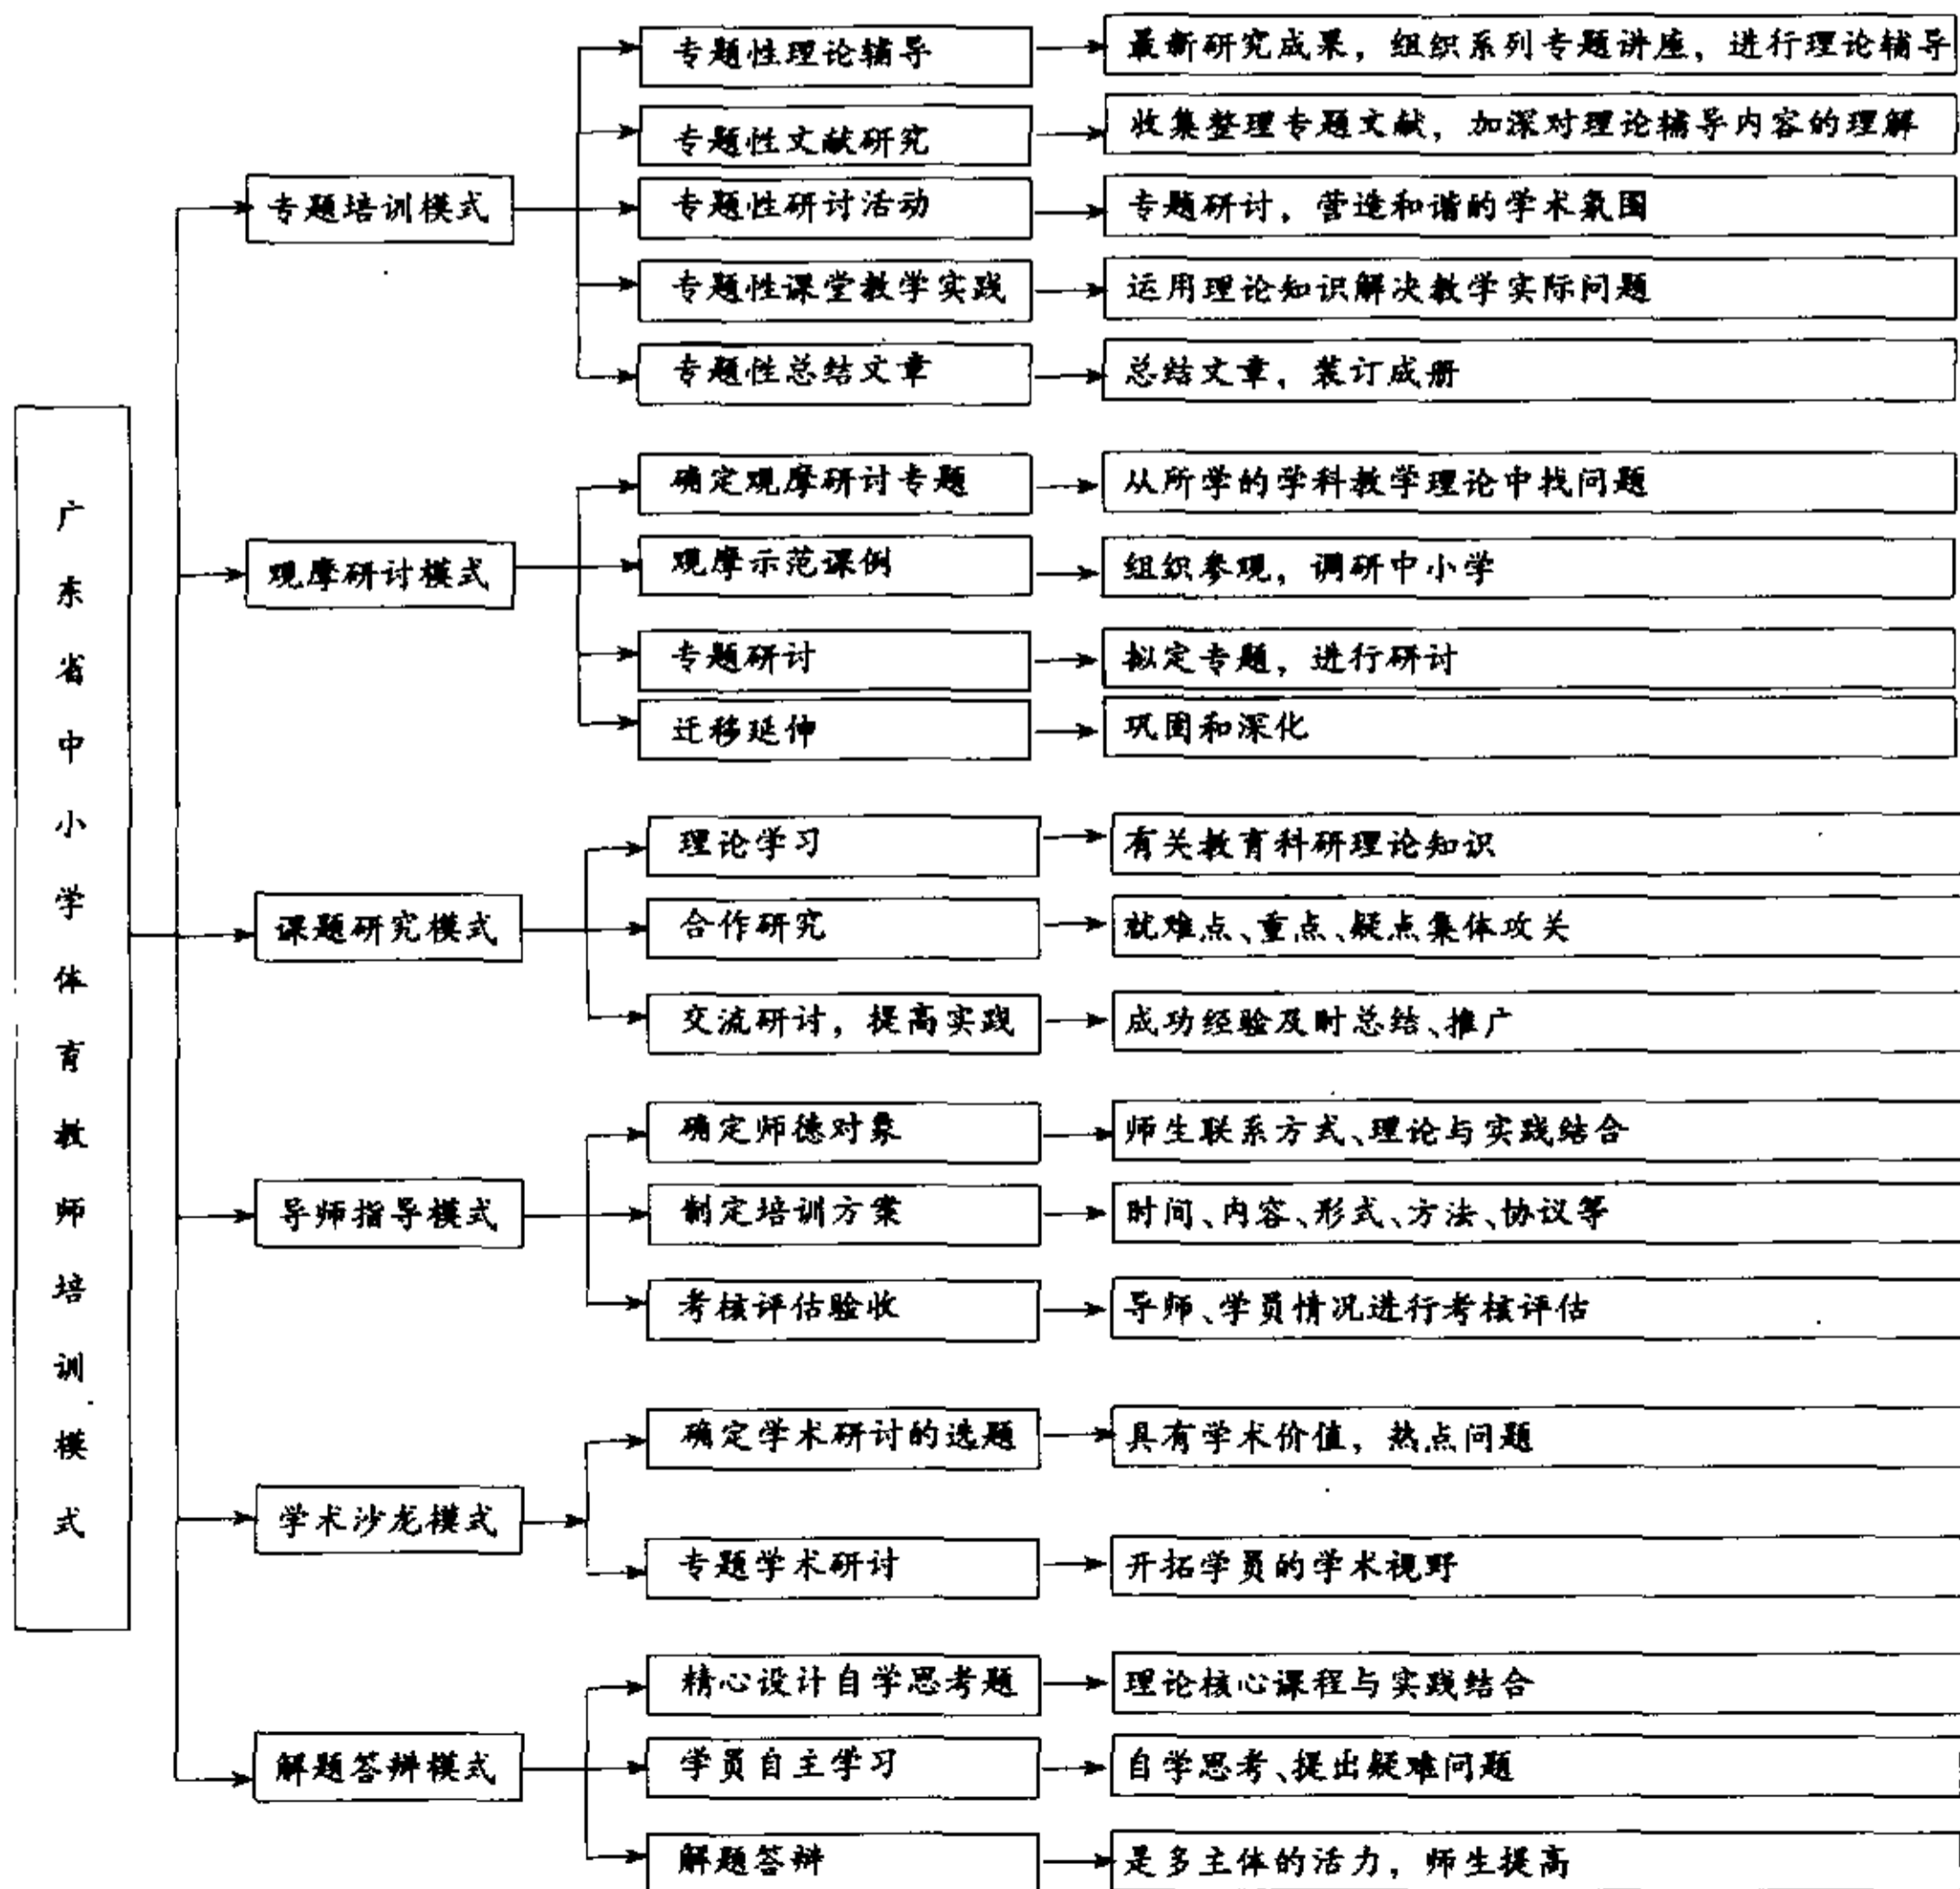 广东省中小学体育教师培训模式
专题培训模式
专题性理论辅导
最新研究成果，组织系列专题讲座，进行理论辅导
专题性文献研究
收集整理专题文献，加深对理论辅导内容的理解
专题性研讨活动
专题研讨，营造和谐的学术氛围
专题性课堂教学实践
运用理论知识解决教学实际问题
专题性总结文章
总结文章，装订成册
观摩研讨模式
确定观摩研讨专题
从所学的学科教学理论中找问题
观摩示范课例
组织参观，调研中小学
专题研讨
拟定专题，进行研讨
迁移延伸
巩固和深化
课题研究模式
理论学习
有关教育科研理论知识
合作研究
就难点、重点、疑点集体攻关
交流研讨，提高实践
成功经验及时总结、推广
导师指导模式
确定师德对象
师生联系方式、理论与实践结合
制定培训方案
时间、内容、形式、方法、协议等
考核评估验收
导师、学员情况进行考核评估
学术沙龙模式
确定学术研讨的选题
具有学术价值，热点问题
专题学术研讨
开拓学员的学术视野
解题答辨模式
精心设计自学思考题
理论核心课程与实践结合
学员自主学习
自学思考、提出疑难问题
解题答辨
是多主体的活力，师生提高